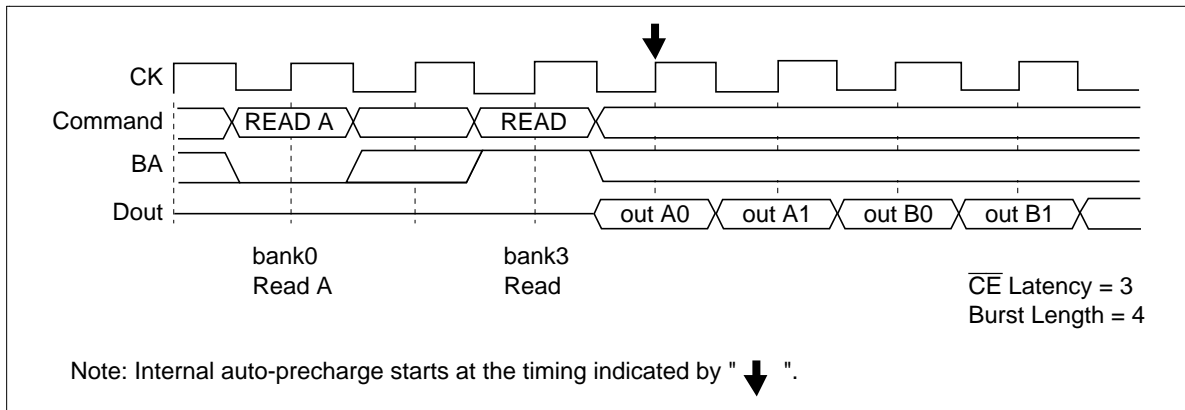 CK
Command READ A READ
BA
Dout out A0 out A1 out B0 out B1
bank0 bank3
Read A Read
CE Latency = 3
Burst Length = 4
Note: Internal auto-precharge starts at the timing indicated by " ".